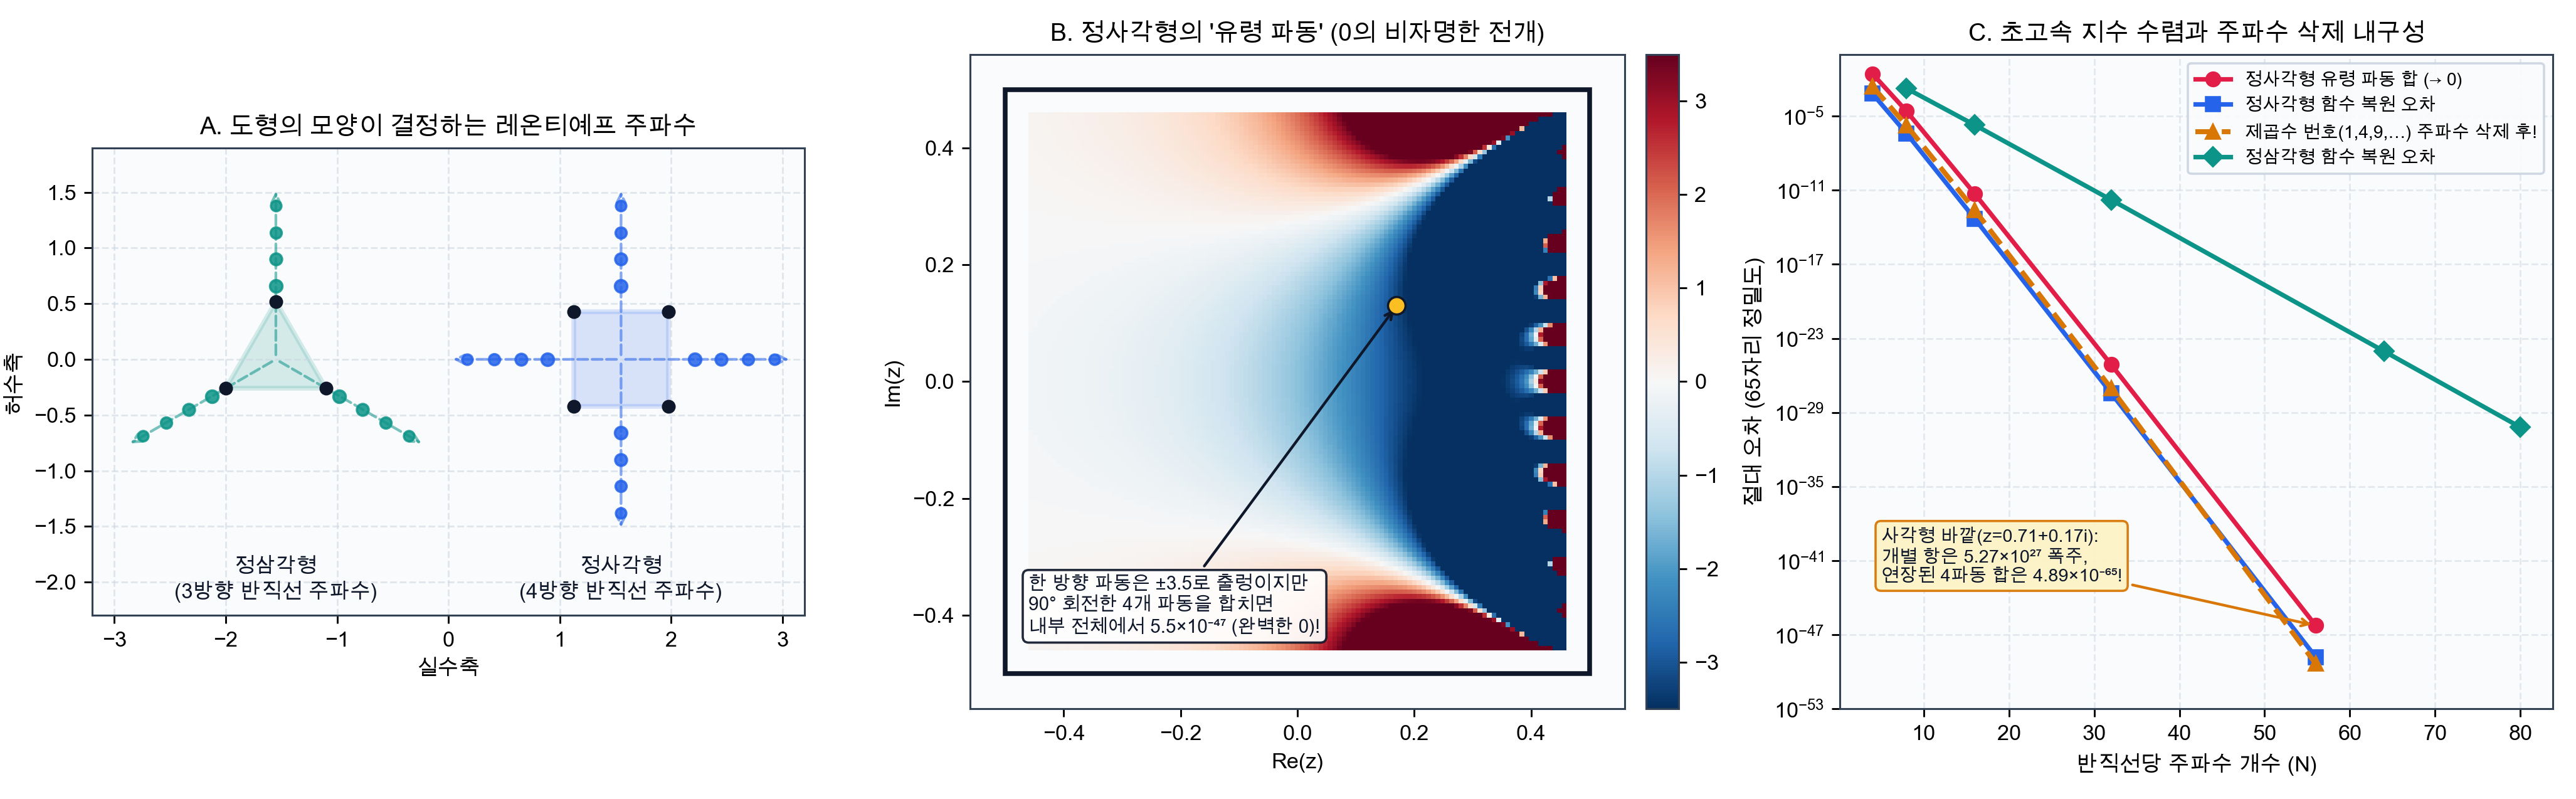 A. 도형의 모양이 결정하는 레온티예프 주파수
허수축
1.5
1.0
0.5
0.0
−0.5
−1.0
−1.5
−2.0
정삼각형
(3방향 반직선 주파수)
정사각형
(4방향 반직선 주파수)
−3
−2
−1
0
1
2
3
실수축
B. 정사각형의 '유령 파동' (0의 비자명한 전개)
Im(z)
0.4
0.2
0.0
−0.2
−0.4
한 방향 파동은 ±3.5로 출렁이지만
90° 회전한 4개 파동을 합치면
내부 전체에서 5.5×10⁻⁴⁷ (완벽한 0)!
−0.4
−0.2
0.0
0.2
0.4
Re(z)
3
2
1
0
−1
−2
−3
C. 초고속 지수 수렴과 주파수 삭제 내구성
절대 오차 (65자리 정밀도)
10⁻⁵
10⁻¹¹
10⁻¹⁷
10⁻²³
10⁻²⁹
10⁻³⁵
10⁻⁴¹
10⁻⁴⁷
10⁻⁵³
정사각형 유령 파동 합 (→ 0)
정사각형 함수 복원 오차
제곱수 번호(1,4,9,...) 주파수 삭제 후!
정삼각형 함수 복원 오차
사각형 바깥(z=0.71+0.17i):
개별 항은 5.27×10²⁷ 폭주,
연장된 4파동 합은 4.89×10⁻⁶⁵!
10
20
30
40
50
60
70
80
반직선당 주파수 개수 (N)